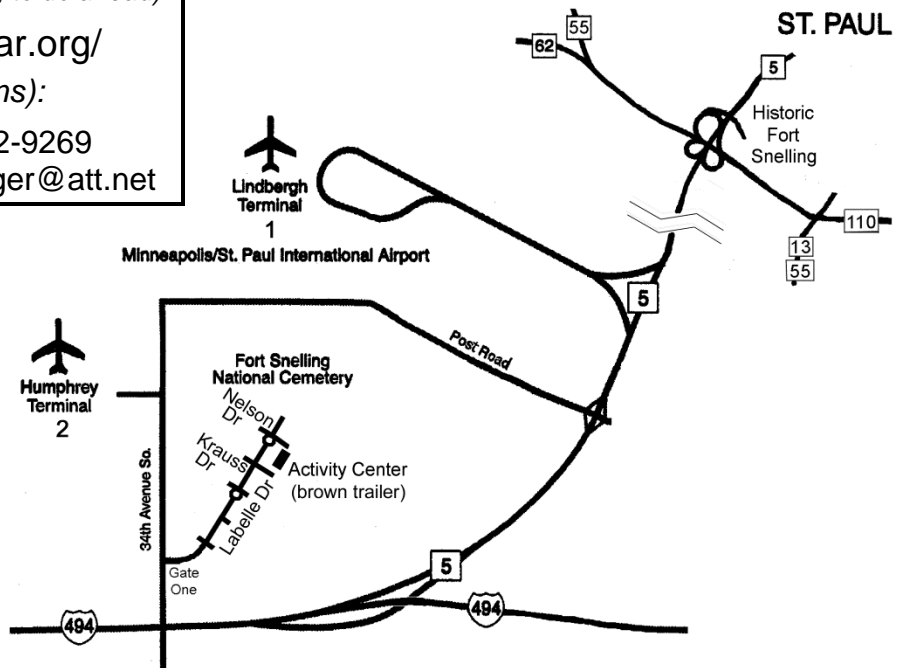 ar.org/
2-9269
ger@att.net
ST. PAUL
55
62
5
Historic
Fort
Snelling
110
13
55
Lindbergh
Terminal
1
Minneapolis/St. Paul International Airport
5
Post Road
Humphrey
Terminal
2
34th Avenue So.
Fort Snelling
National Cemetery
Nelson
Dr
Krauss
Dr
Labelle Dr
Activity Center
(brown trailer)
Gate
One
5
494
494